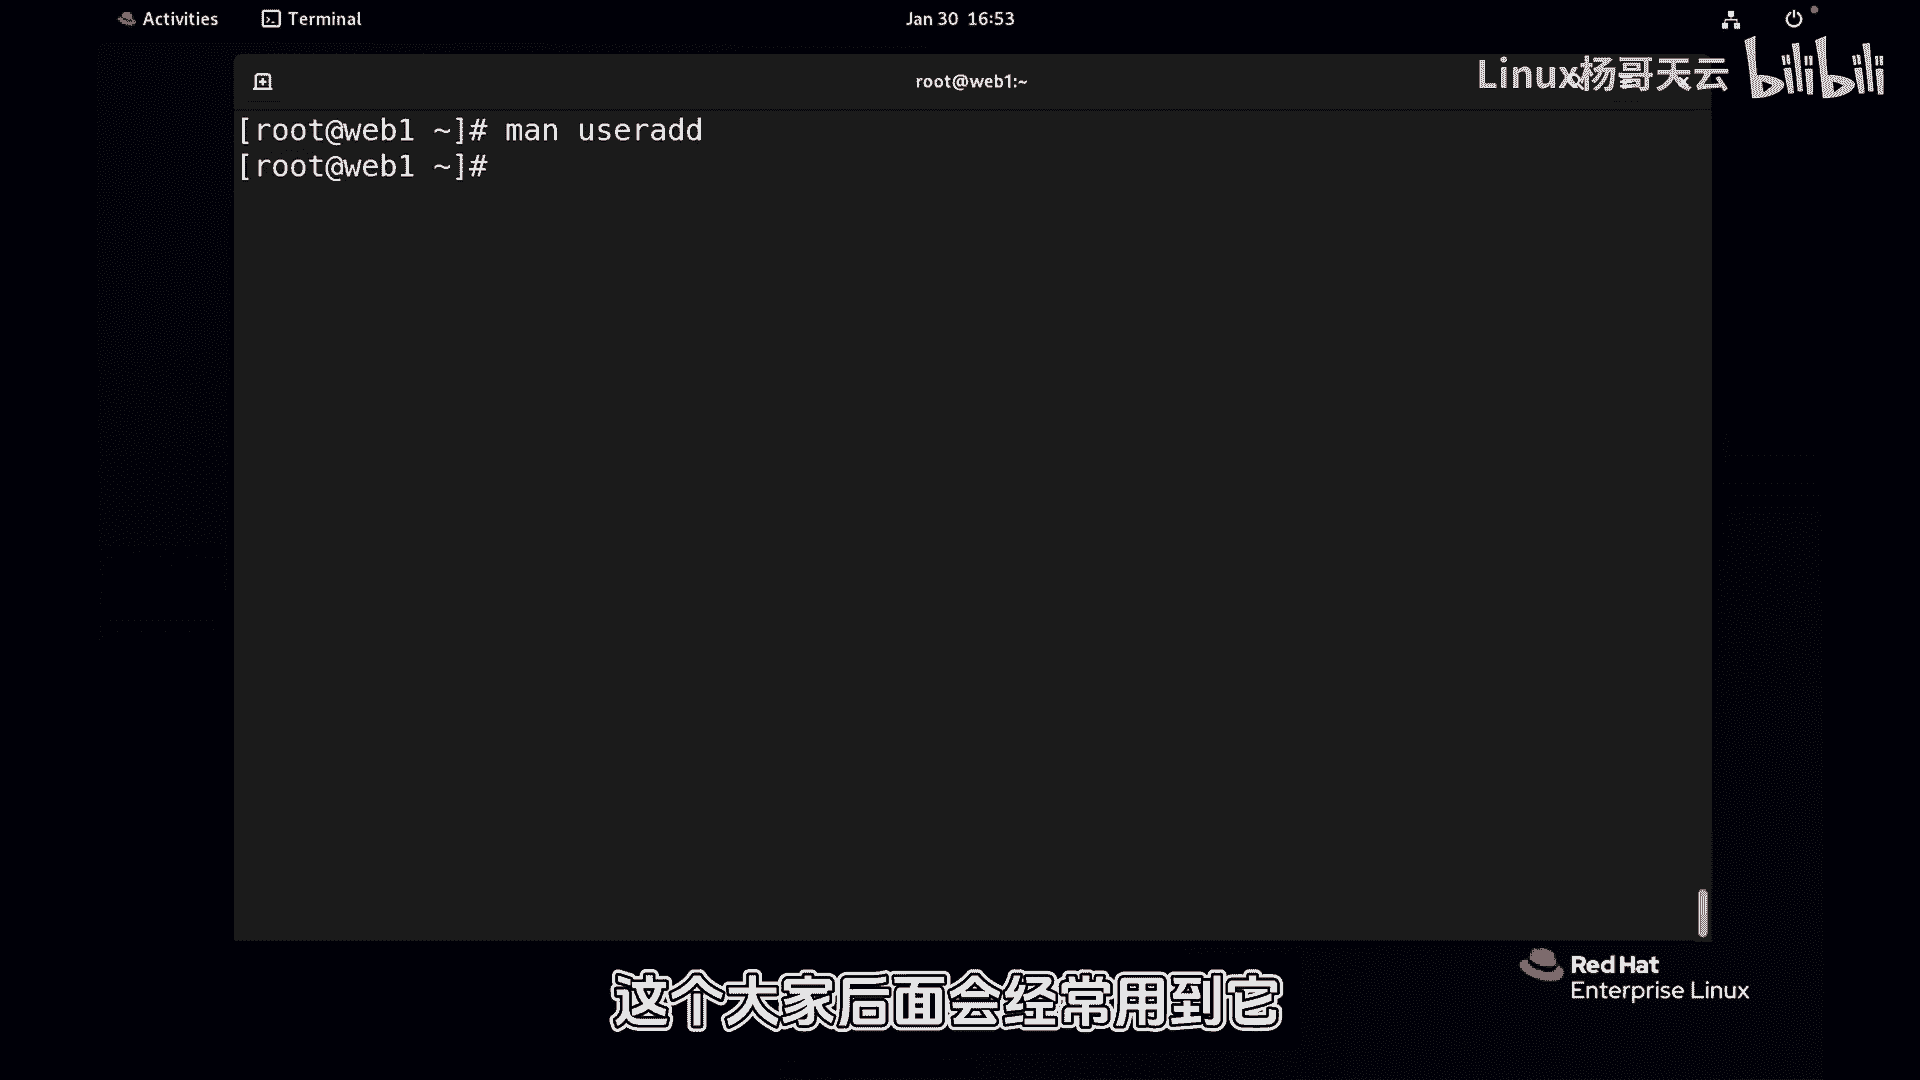 Activities Terminal Jan 30 16:53
root@web1:~
Linux杨哥天云 bilibili
[root@web1 ~]# man useradd
[root@web1 ~]#
Red Hat
Enterprise Linux
这个大家后面会经常用到它